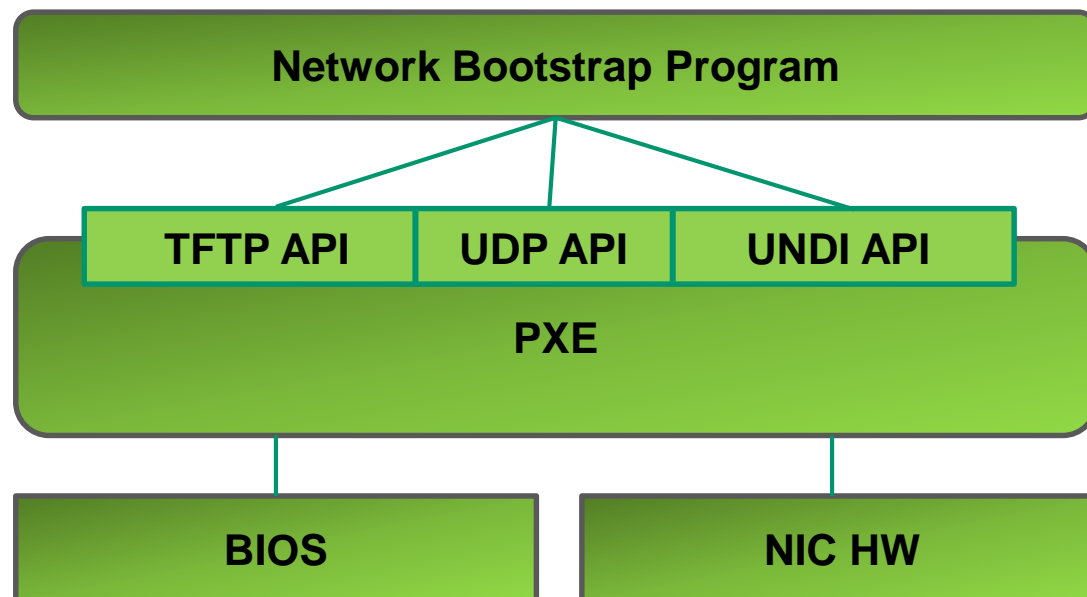 Network Bootstrap Program
TFTP API UDP API UNDI API
PXE
BIOS NIC HW